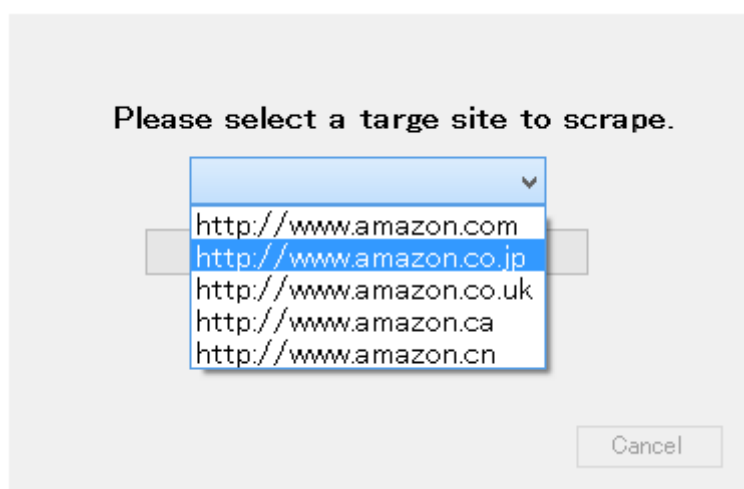 Please select a targe site to scrape.
http://www.amazon.com
http://www.amazon.co.jp
http://www.amazon.co.uk
http://www.amazon.ca
http://www.amazon.cn
Cancel